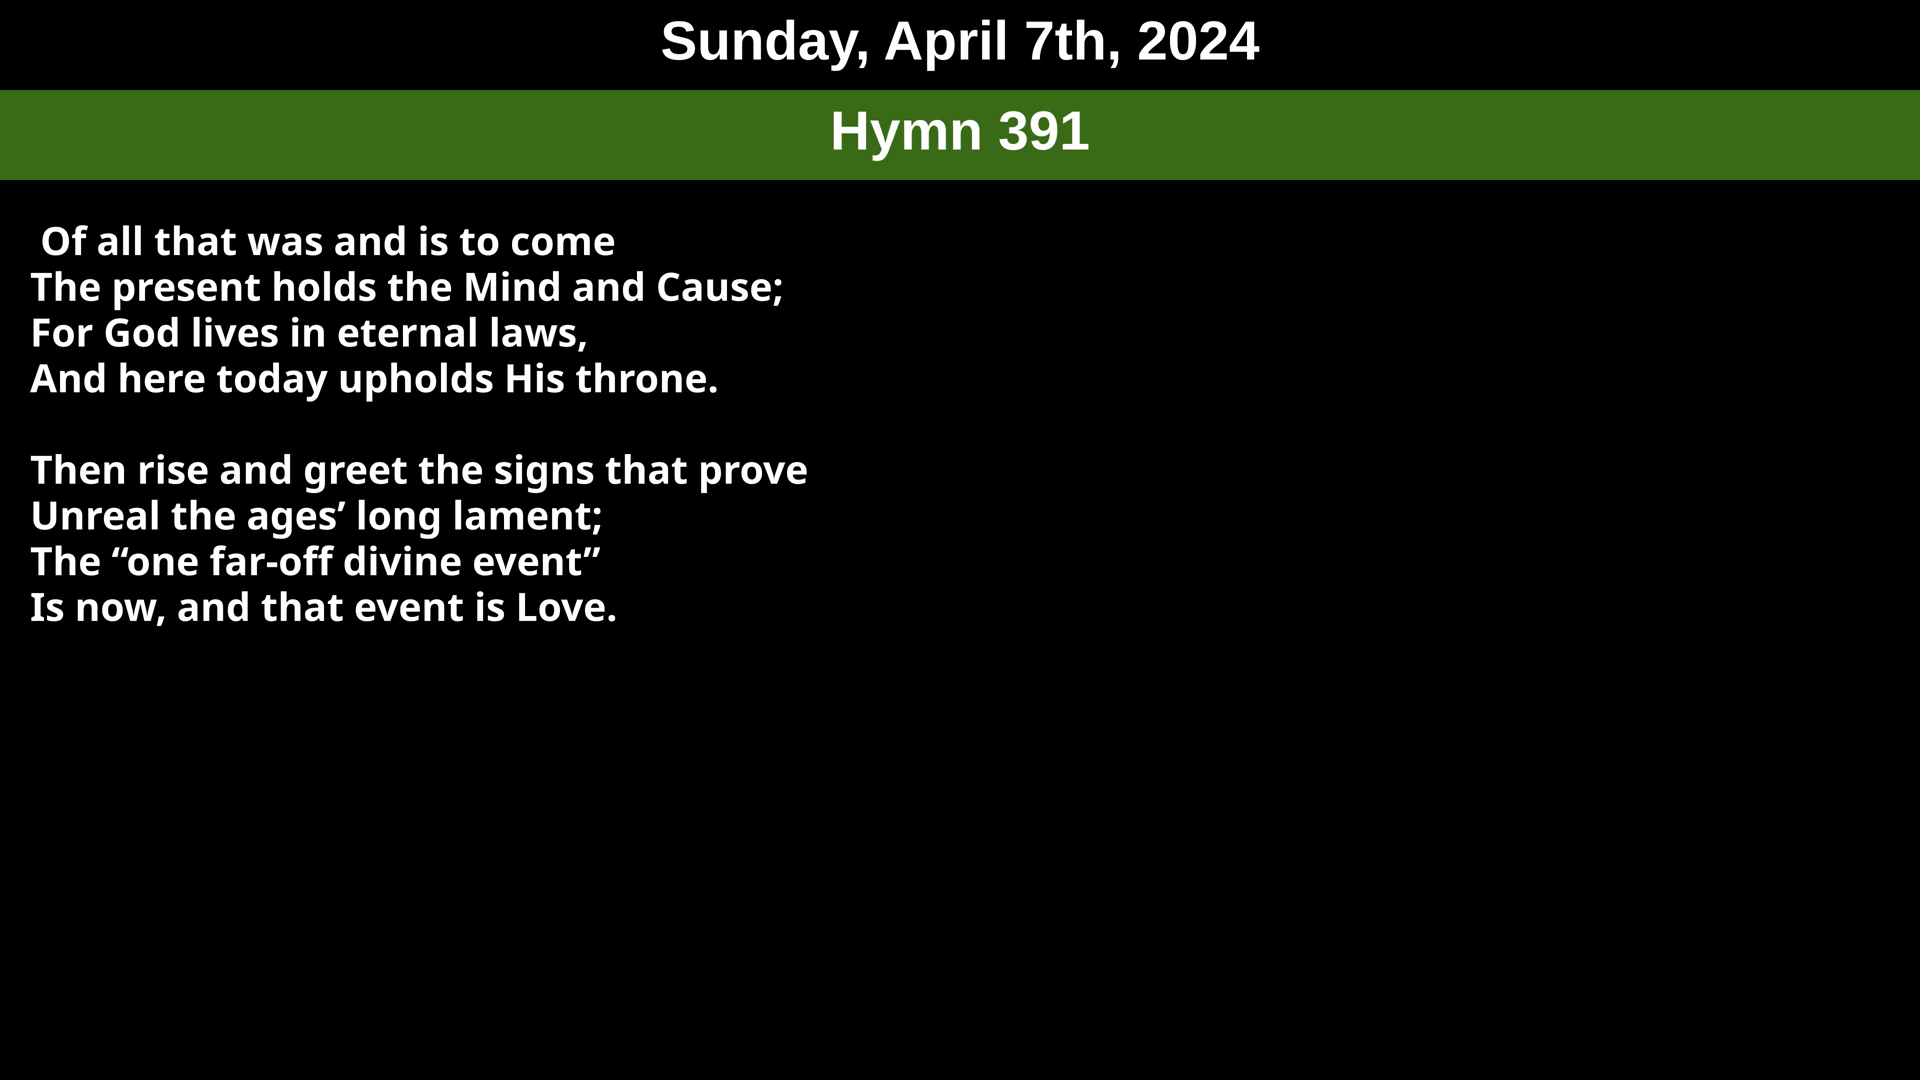 Sunday, April 7th, 2024
Hymn 391
Of all that was and is to come
The present holds the Mind and Cause;
For God lives in eternal laws,
And here today upholds His throne.
Then rise and greet the signs that prove
Unreal the ages’ long lament;
The “one far-off divine event”
Is now, and that event is Love.